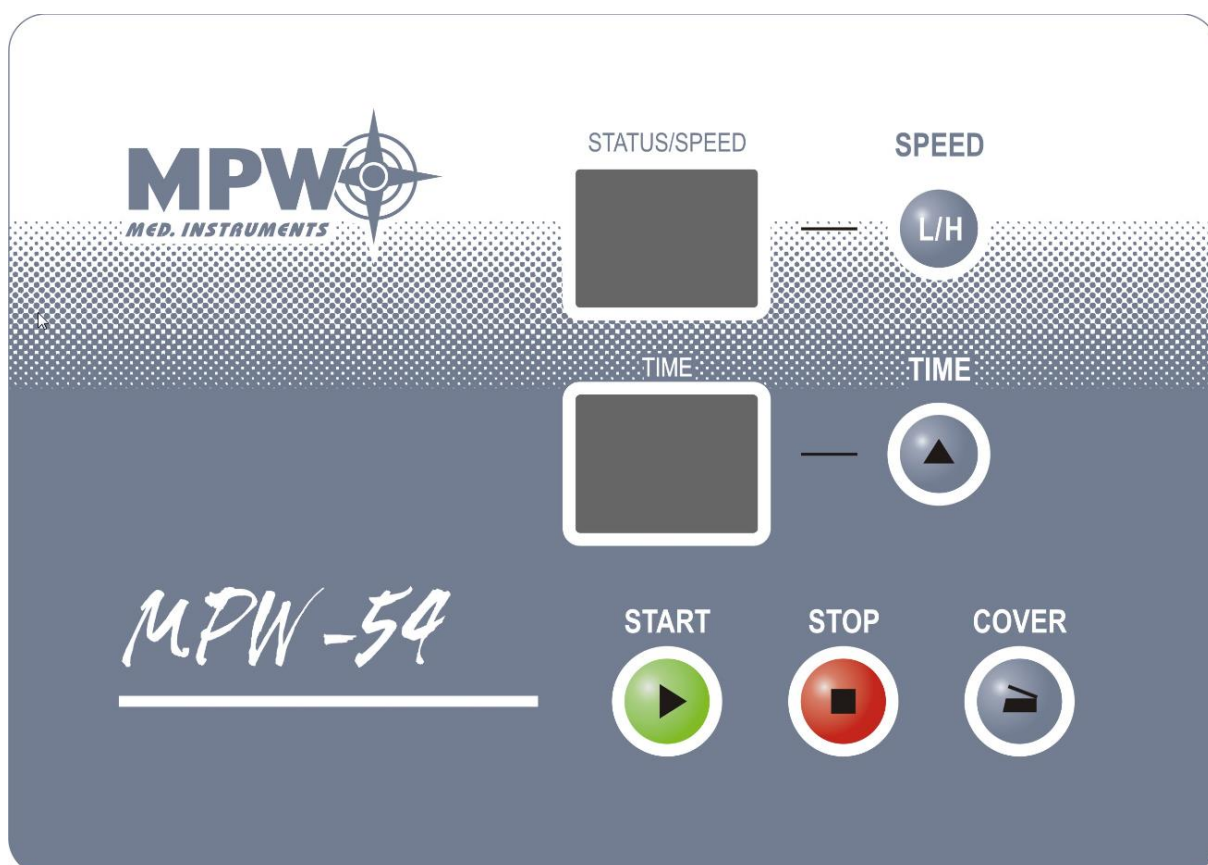 MPW
MED. INSTRUMENTS
STATUS/SPEED
SPEED
L/H
TIME
TIME
MPW-54
START
STOP
COVER